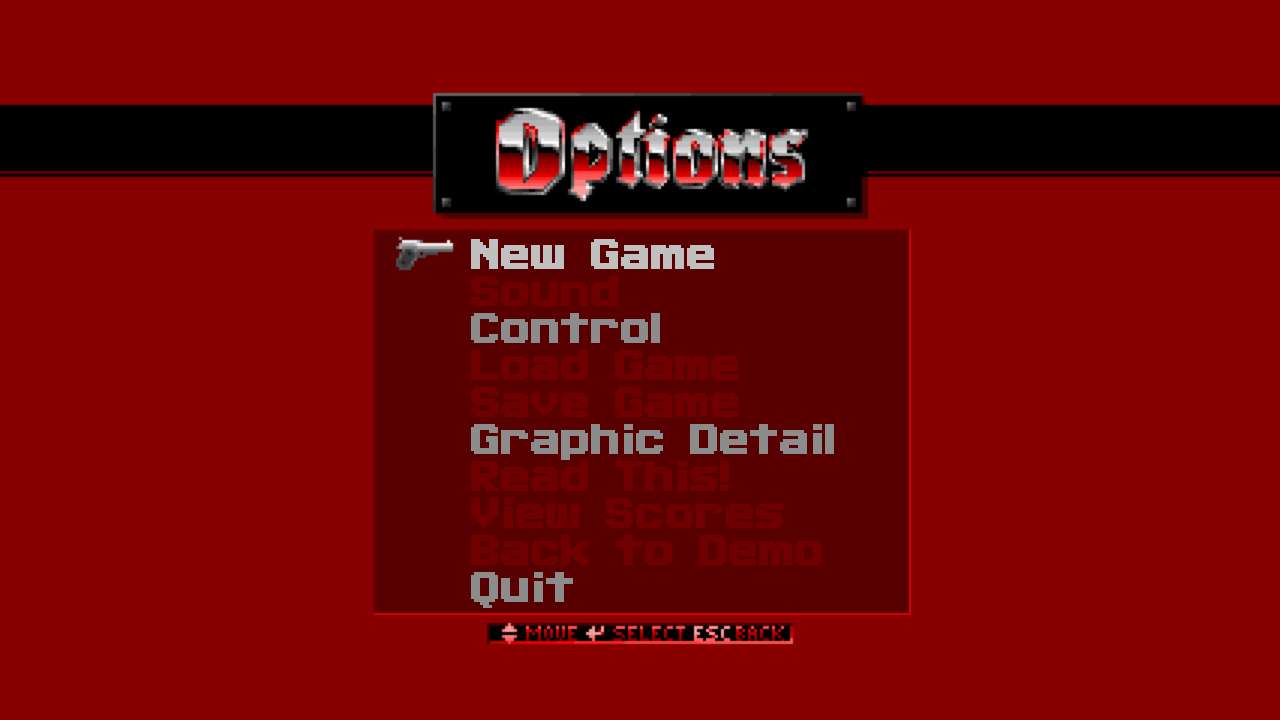 Options
New Game
Sound
Control
Load Game
Save Game
Graphic Detail
Read This!
View Scores
Back to Demo
Quit
MOVE SELECT ESC BACK